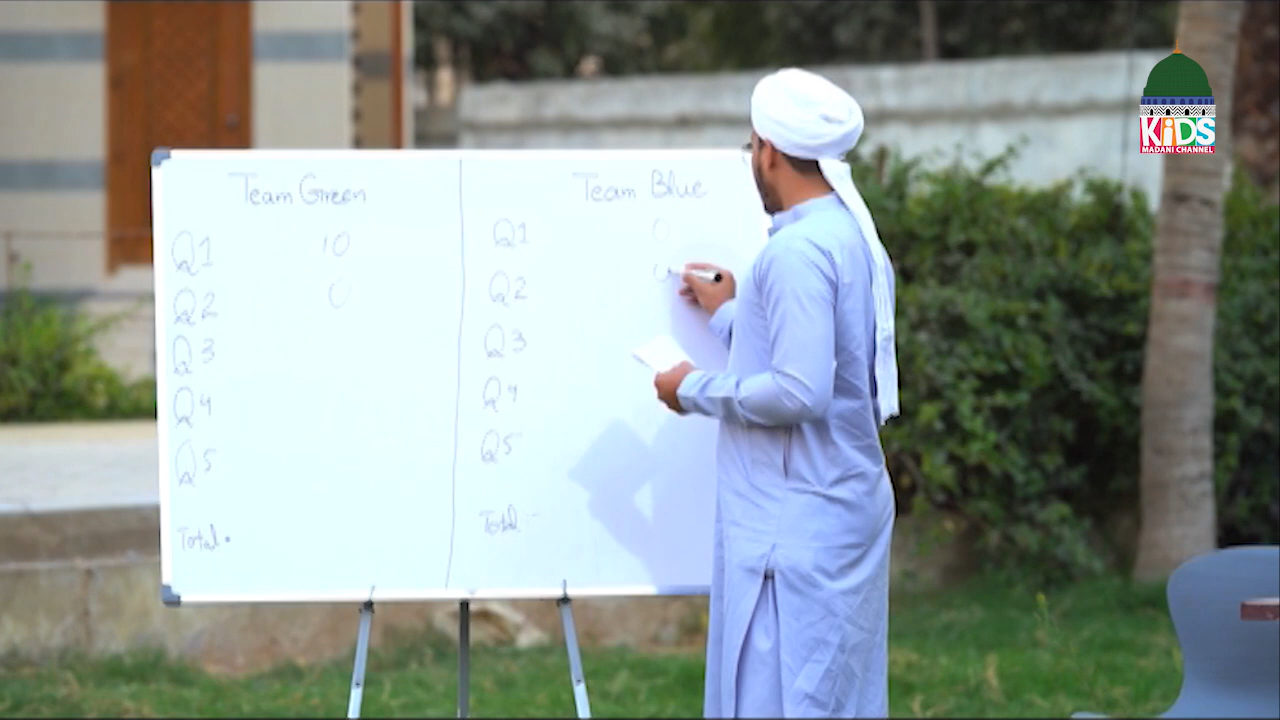 Team Green
Q1 10
Q2 0
Q3
Q4
Q5
Total
Team Blue
Q1 0
Q2
Q3
Q4
Q5
Total :-
KiDS
MADANI CHANNEL